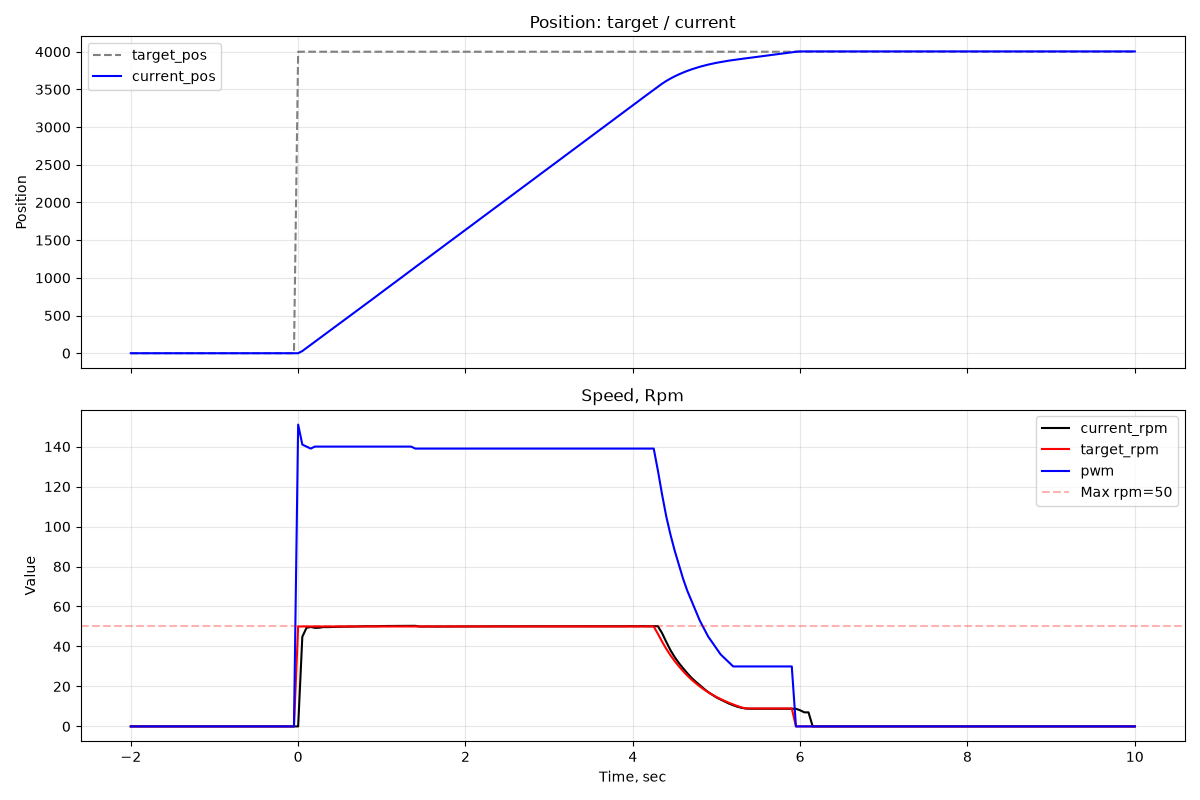 Position: target / current
4000
3500
3000
2500
2000
1500
1000
500
0
Position
target_pos
current_pos
Speed, Rpm
140
120
100
80
60
40
20
0
Value
current_rpm
target_rpm
pwm
Max rpm=50
−2 0 2 4 6 8 10
Time, sec